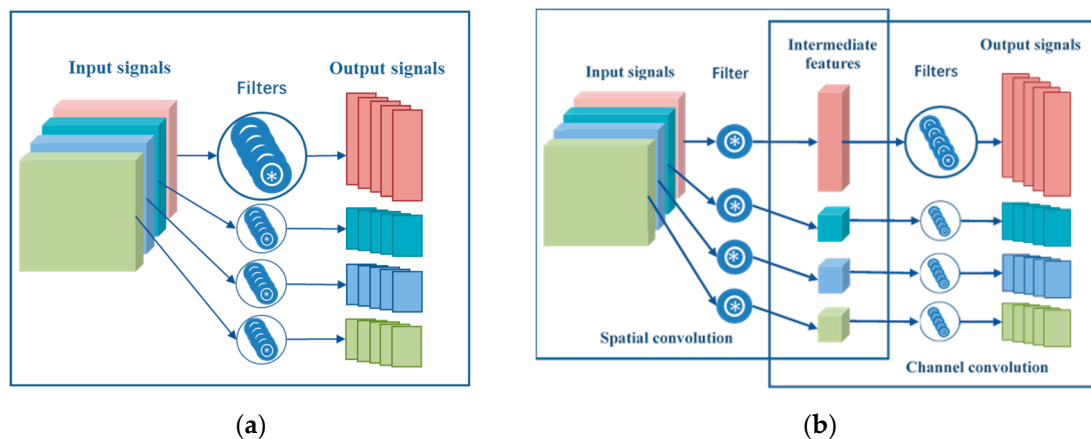 Input signals
Filters
Output signals
(a)
Input signals
Filter
Intermediate
features
Filters
Output signals
Spatial convolution
Channel convolution
(b)